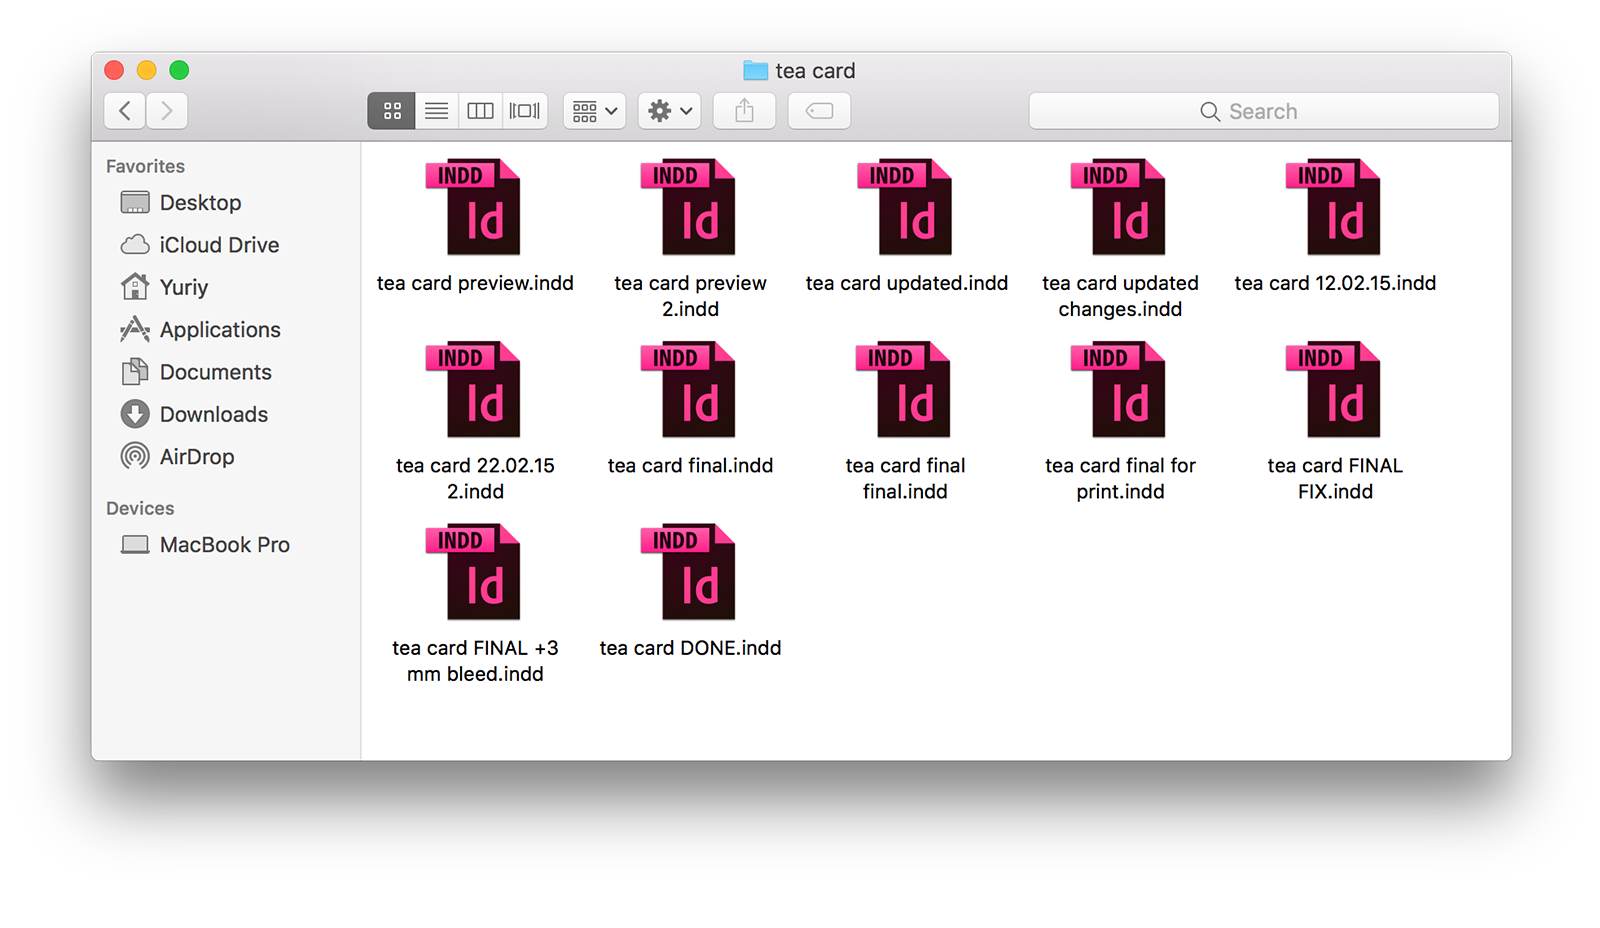 tea card
Search
Favorites
Desktop
iCloud Drive
Yuriy
Applications
Documents
Downloads
AirDrop
Devices
MacBook Pro
INDD
Id
tea card preview.indd
INDD
Id
tea card preview
2.indd
INDD
Id
tea card updated.indd
INDD
Id
tea card updated
changes.indd
INDD
Id
tea card 12.02.15.indd
INDD
Id
tea card 22.02.15
2.indd
INDD
Id
tea card final.indd
INDD
Id
tea card final
final.indd
INDD
Id
tea card final for
print.indd
INDD
Id
tea card FINAL
FIX.indd
INDD
Id
tea card FINAL +3
mm bleed.indd
INDD
Id
tea card DONE.indd